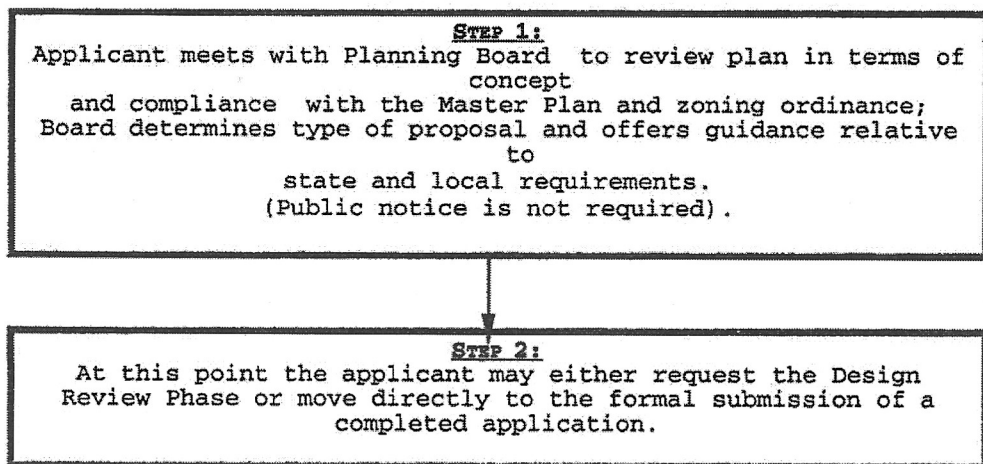 STEP 1:
Applicant meets with Planning Board to review plan in terms of
concept
and compliance with the Master Plan and zoning ordinance;
Board determines type of proposal and offers guidance relative
to
state and local requirements.
(Public notice is not required).
STEP 2:
At this point the applicant may either request the Design
Review Phase or move directly to the formal submission of a
completed application.